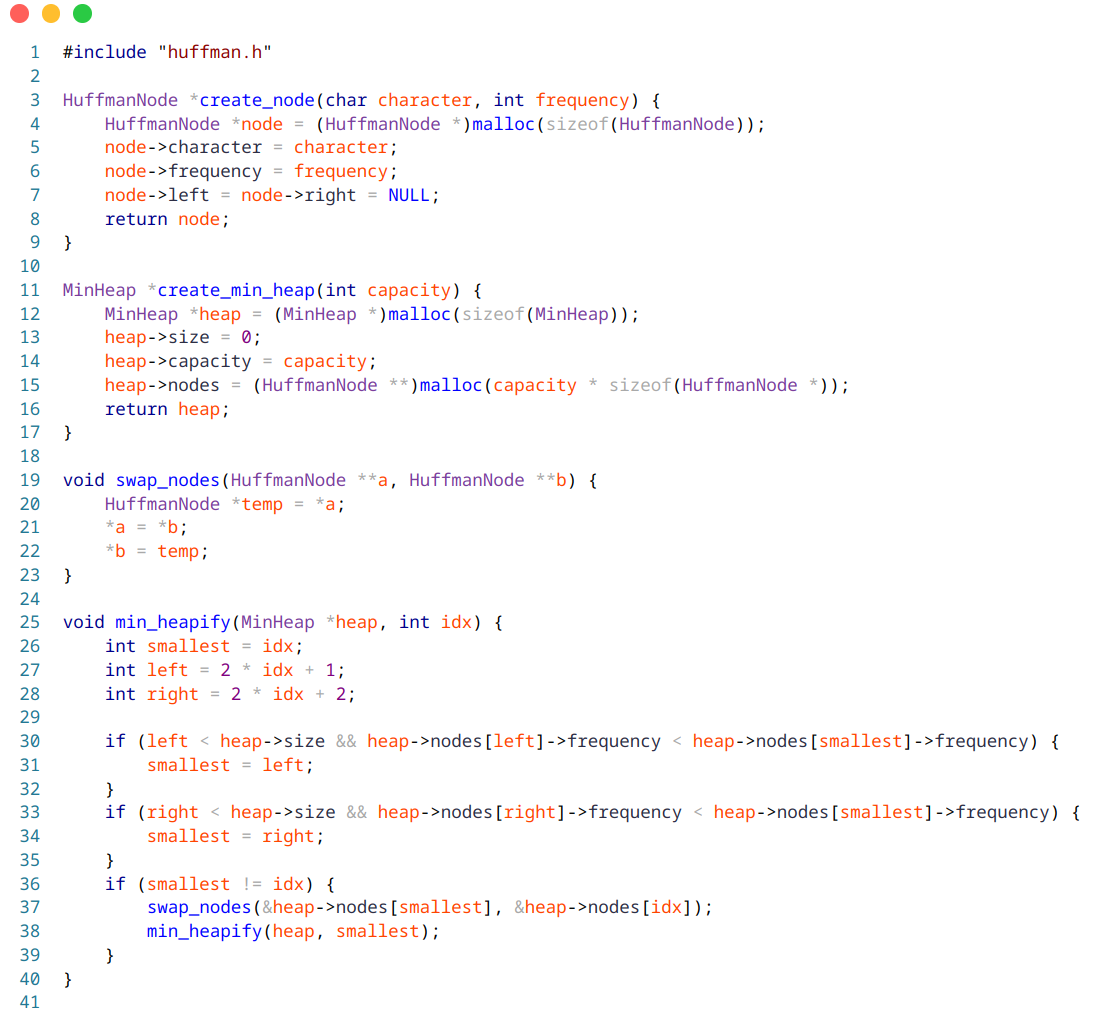 1 #include "huffman.h"
2
3 HuffmanNode *create_node(char character, int frequency) {
4     HuffmanNode *node = (HuffmanNode *)malloc(sizeof(HuffmanNode));
5     node->character = character;
6     node->frequency = frequency;
7     node->left = node->right = NULL;
8     return node;
9 }
10
11 MinHeap *create_min_heap(int capacity) {
12     MinHeap *heap = (MinHeap *)malloc(sizeof(MinHeap));
13     heap->size = 0;
14     heap->capacity = capacity;
15     heap->nodes = (HuffmanNode **)malloc(capacity * sizeof(HuffmanNode *));
16     return heap;
17 }
18
19 void swap_nodes(HuffmanNode **a, HuffmanNode **b) {
20     HuffmanNode *temp = *a;
21     *a = *b;
22     *b = temp;
23 }
24
25 void min_heapify(MinHeap *heap, int idx) {
26     int smallest = idx;
27     int left = 2 * idx + 1;
28     int right = 2 * idx + 2;
29
30     if (left < heap->size && heap->nodes[left]->frequency < heap->nodes[smallest]->frequency) {
31         smallest = left;
32     }
33     if (right < heap->size && heap->nodes[right]->frequency < heap->nodes[smallest]->frequency) {
34         smallest = right;
35     }
36     if (smallest != idx) {
37         swap_nodes(&heap->nodes[smallest], &heap->nodes[idx]);
38         min_heapify(heap, smallest);
39     }
40 }
41